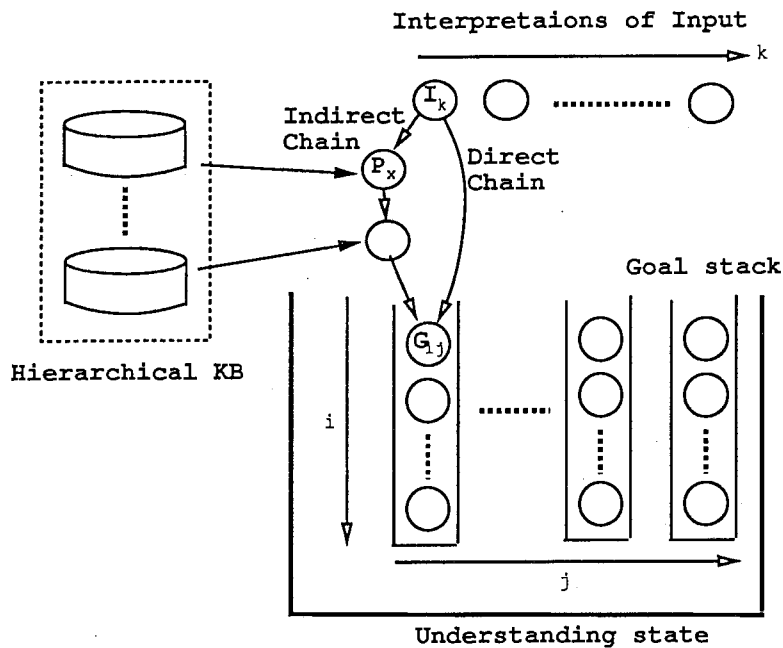 Interpretaions of Input
k
I_k
Indirect
Chain
P_x
Direct
Chain
Goal stack
G_ij
Hierarchical KB
i
j
Understanding state